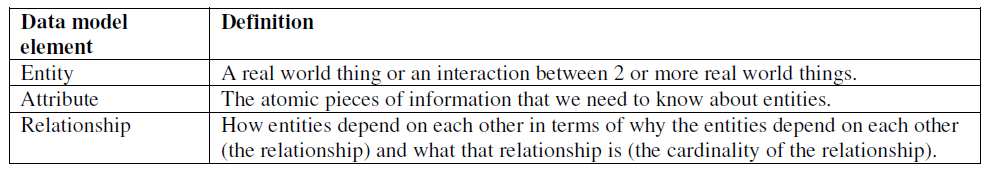 Data model element Definition
Entity A real world thing or an interaction between 2 or more real world things.
Attribute The atomic pieces of information that we need to know about entities.
Relationship How entities depend on each other in terms of why the entities depend on each other
(the relationship) and what that relationship is (the cardinality of the relationship).